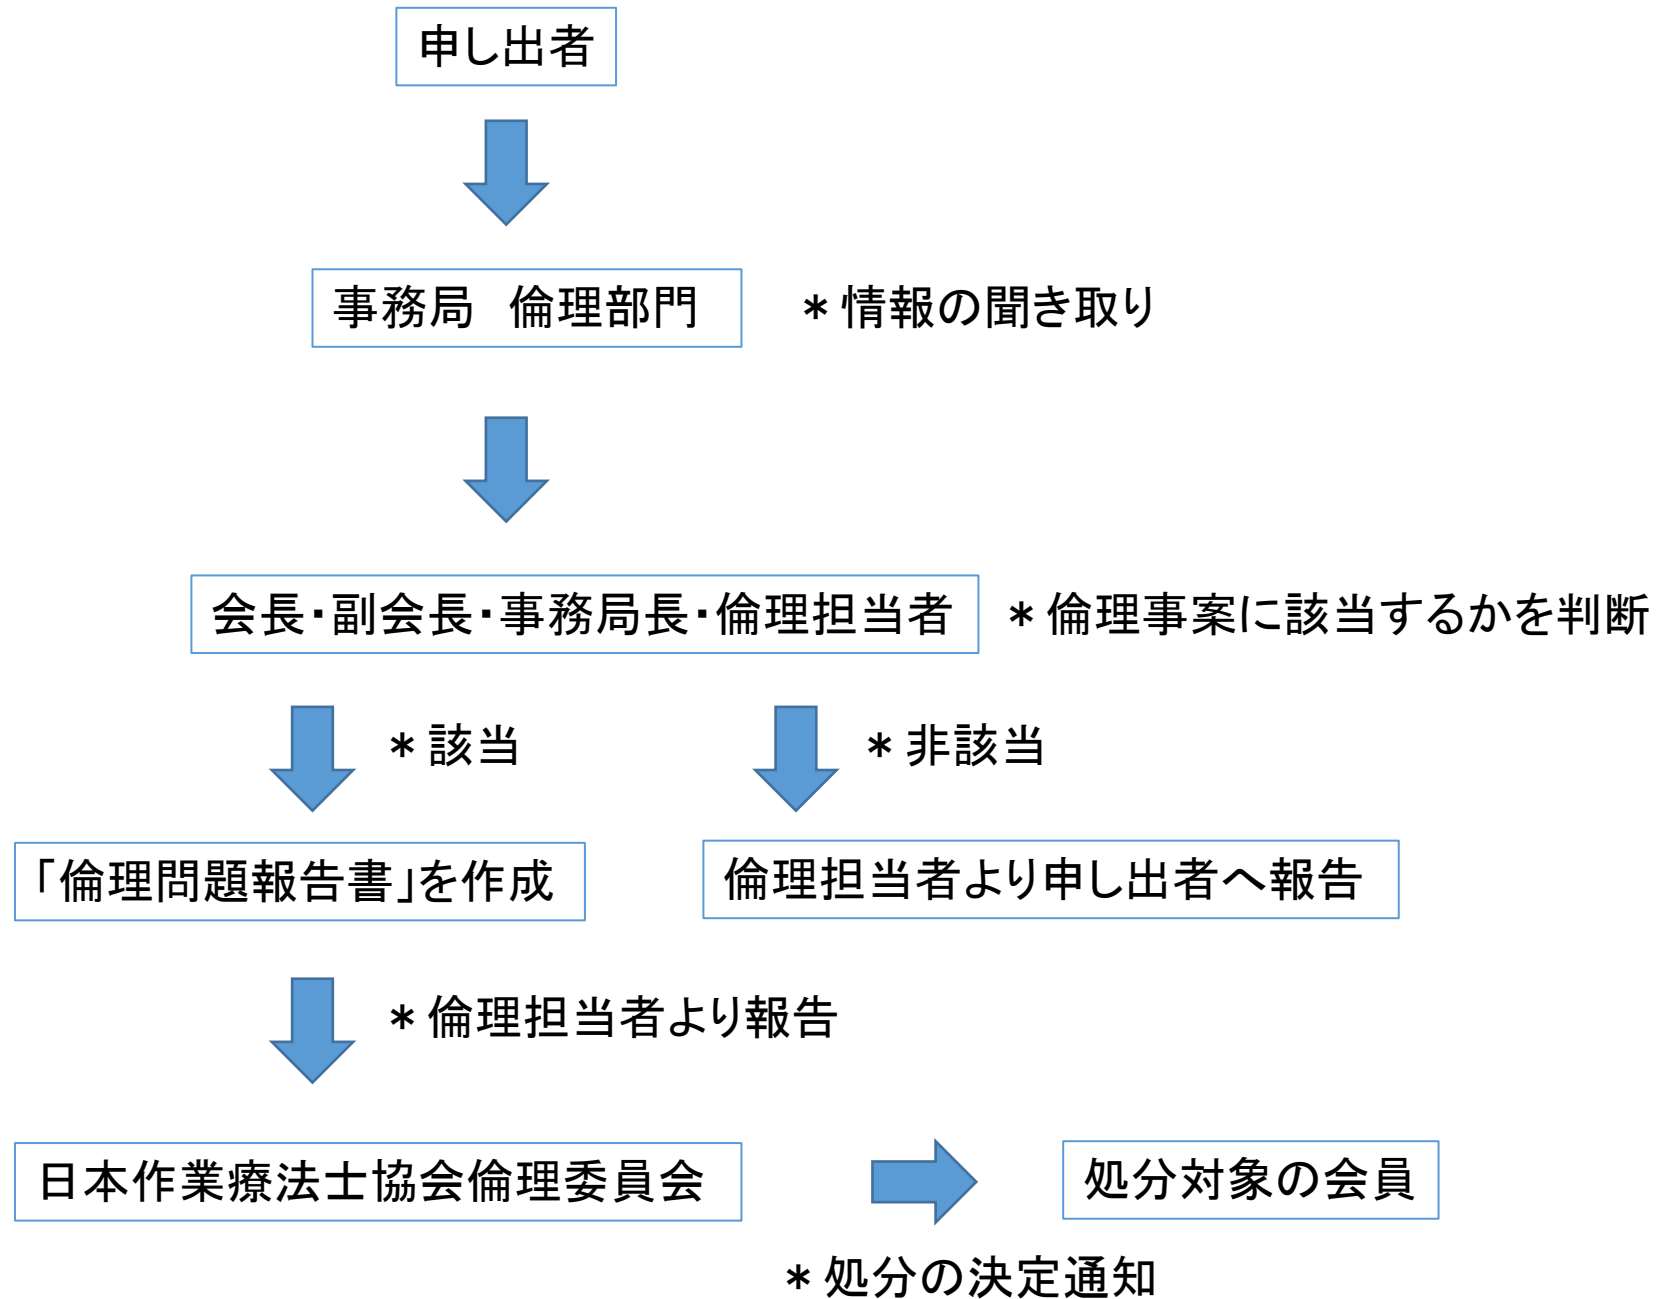 申し出者
事務局　倫理部門
＊情報の聞き取り
会長・副会長・事務局長・倫理担当者
＊倫理事案に該当するかを判断
＊該当
＊非該当
「倫理問題報告書」を作成
倫理担当者より申し出者へ報告
＊倫理担当者より報告
日本作業療法士協会倫理委員会
処分対象の会員
＊処分の決定通知